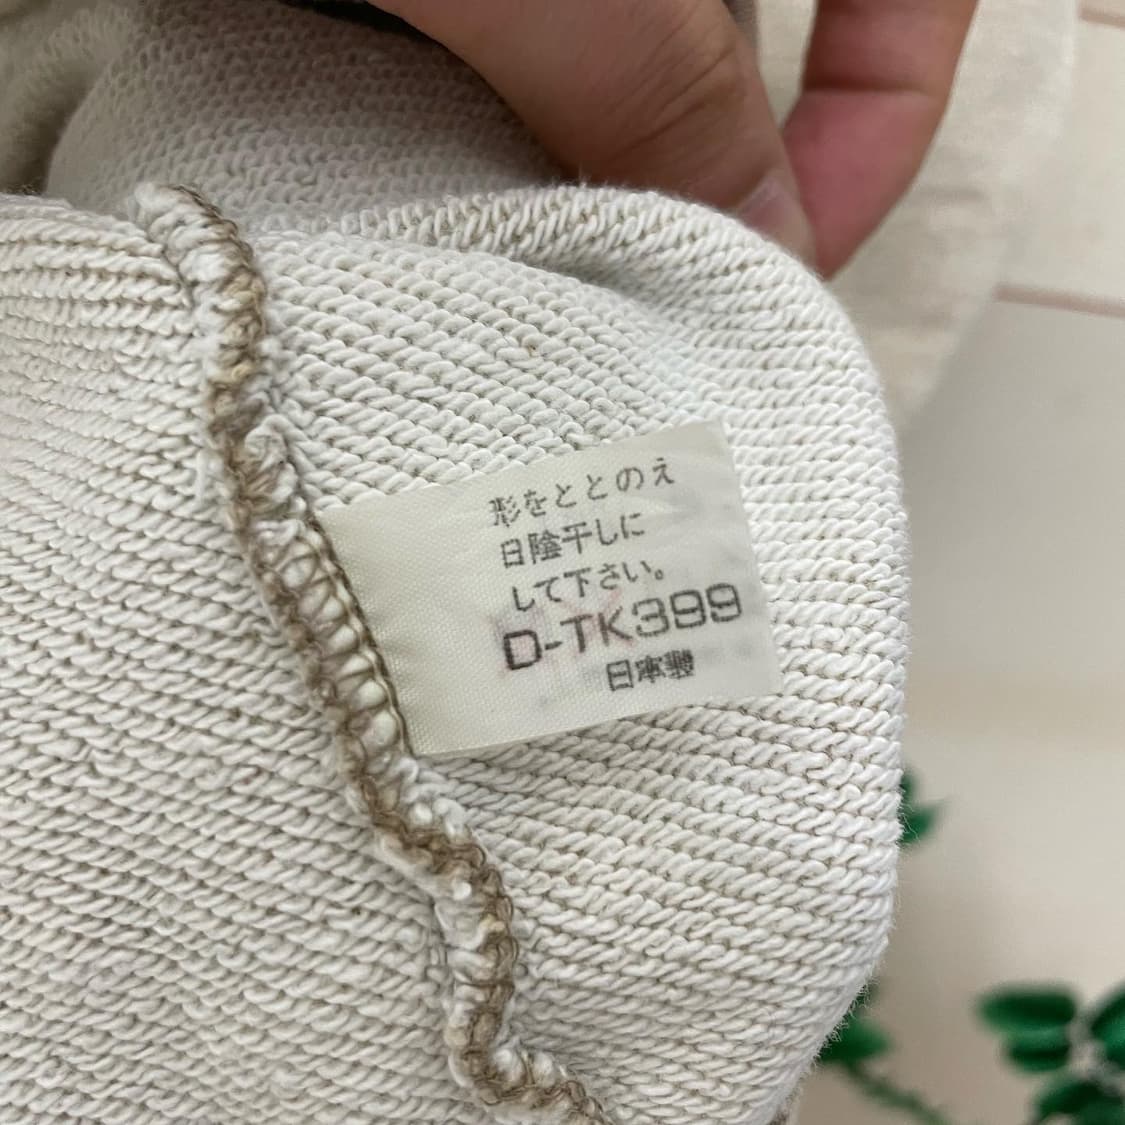 形をととのえ
日陰干しに
して下さい。
D-TK399
日本製